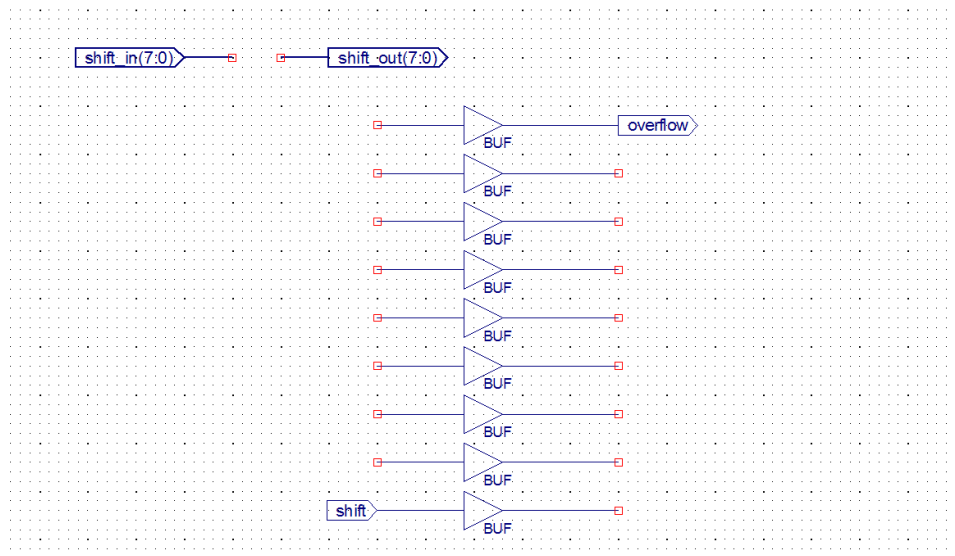 shift_in(7:0)
shift_out(7:0)
overflow
BUF
BUF
BUF
BUF
BUF
BUF
BUF
BUF
shift
BUF